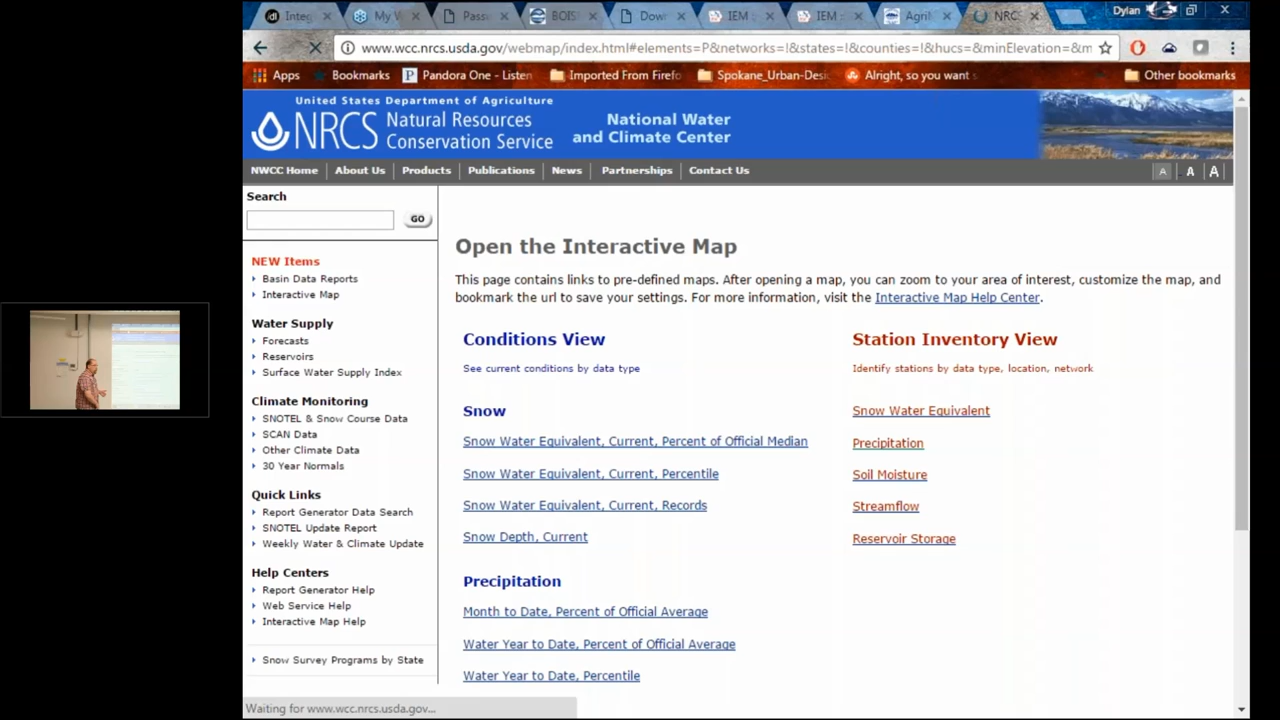 Integ
My V
Pass
BOIS
Dow
IEM
IEM
Agri
NRC
Dylan
www.wcc.nrcs.usda.gov/webmap/index.html#elements=P&networks=!&states=!&counties=!&hucs=&minElevation=&m
Apps
Bookmarks
Pandora One - Listen
Imported From Firefo
Spokane_Urban-Desi
Alright, so you want s
Other bookmarks
United States Department of Agriculture
NRCS
Natural Resources
Conservation Service
National Water
and Climate Center
NWCC Home About Us Products Publications News Partnerships Contact Us A A A
Search
GO
NEW Items
Basin Data Reports
Interactive Map
Water Supply
Forecasts
Reservoirs
Surface Water Supply Index
Climate Monitoring
SNOTEL & Snow Course Data
SCAN Data
Other Climate Data
30 Year Normals
Quick Links
Report Generator Data Search
SNOTEL Update Report
Weekly Water & Climate Update
Help Centers
Report Generator Help
Web Service Help
Interactive Map Help
Snow Survey Programs by State
Open the Interactive Map
This page contains links to pre-defined maps. After opening a map, you can zoom to your area of interest, customize the map, and
bookmark the url to save your settings. For more information, visit the Interactive Map Help Center.
Conditions View
See current conditions by data type
Snow
Snow Water Equivalent, Current, Percent of Official Median
Snow Water Equivalent, Current, Percentile
Snow Water Equivalent, Current, Records
Snow Depth, Current
Precipitation
Month to Date, Percent of Official Average
Water Year to Date, Percent of Official Average
Water Year to Date, Percentile
Station Inventory View
Identify stations by data type, location, network
Snow Water Equivalent
Precipitation
Soil Moisture
Streamflow
Reservoir Storage
Waiting for www.wcc.nrcs.usda.gov...